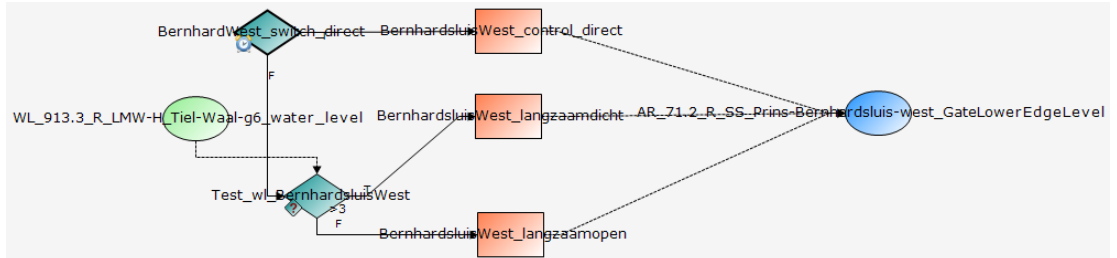 BernhardWest_switch_direct
BernhardsluisWest_control_direct
F
WL_913.3_R_LMW-H_Tiel-Waal-g6_water_level
BernhardsluisWest_langzaamdicht
AR_71.2_R_SS_Prins-Bernhardsluis-west_GateLowerEdgeLevel
Test_wl_BernhardsluisWest
T
?
>3
F
BernhardsluisWest_langzaamopen